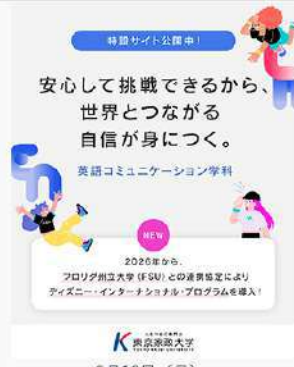 特設サイト公開中！
安心して挑戦できるから、
世界とつながる
自信が身につく。
英語コミュニケーション学科
NEW
2026年から、
フロリダ州立大学（FSU）との連携協定により
ディズニー・インターナショナル・プログラムを導入！
東京家政大学